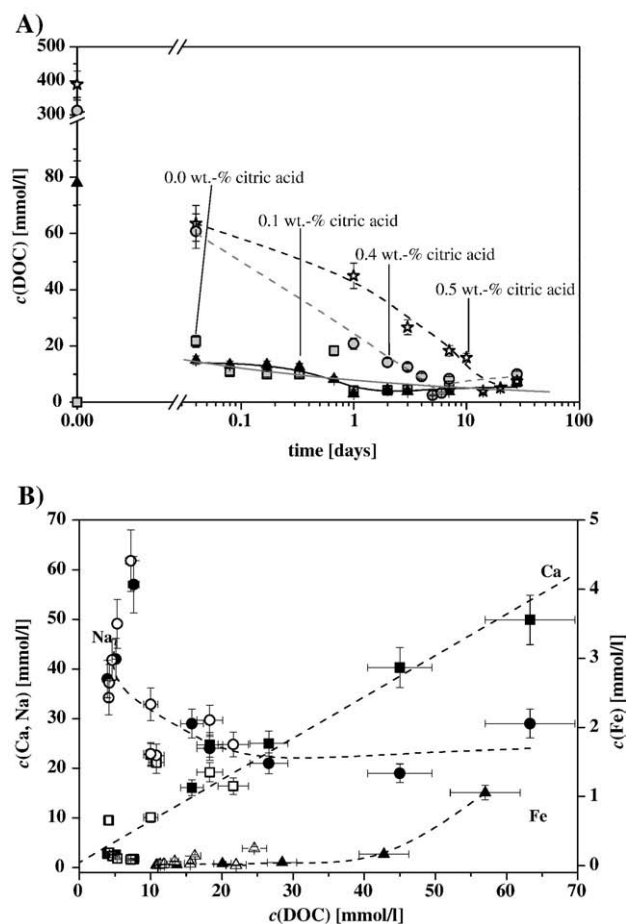 A)
500
400
300
80
60
40
20
0
c(DOC) [mmol/l]
0.0 wt.-% citric acid
0.1 wt.-% citric acid
0.4 wt.-% citric acid
0.5 wt.-% citric acid
0.00 0.1 1 10 100
time [days]
B)
70
60
50
40
30
20
10
0
c(Ca, Na) [mmol/l]
5
4
3
2
1
0
c(Fe) [mmol/l]
Ca
Na
Fe
0 10 20 30 40 50 60 70
c(DOC) [mmol/l]